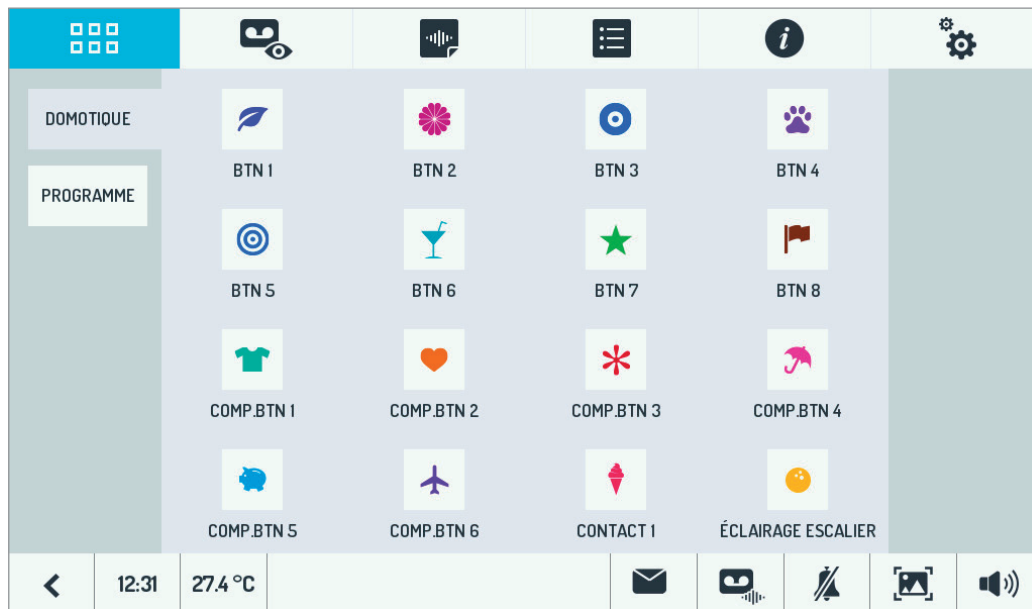 DOMOTIQUE
PROGRAMME
BTN 1
BTN 2
BTN 3
BTN 4
BTN 5
BTN 6
BTN 7
BTN 8
COMP.BTN 1
COMP.BTN 2
COMP.BTN 3
COMP.BTN 4
COMP.BTN 5
COMP.BTN 6
CONTACT 1
ÉCLAIRAGE ESCALIER
12:31
27.4 °C